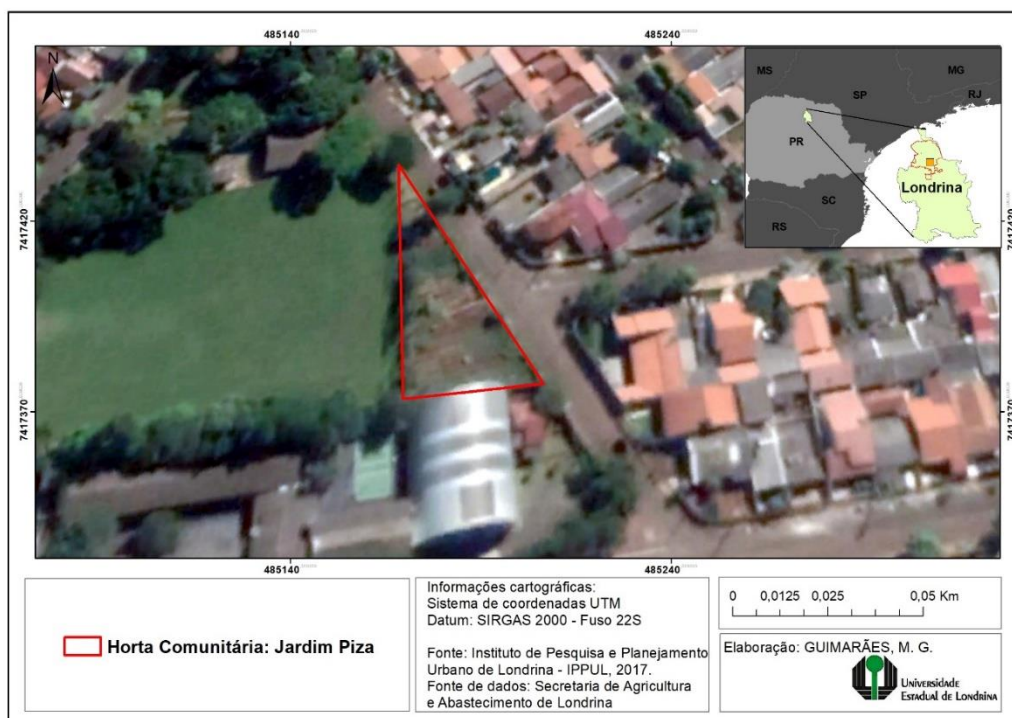 485140
485240
N
MS
MG
SP
RJ
PR
Londrina
SC
RS
7417420
7417420
7417370
7417370
485140
485240
Horta Comunitária: Jardim Piza
Informações cartográficas:
Sistema de coordenadas UTM
Datum: SIRGAS 2000 - Fuso 22S
Fonte: Instituto de Pesquisa e Planejamento
Urbano de Londrina - IPPUL, 2017.
Fonte de dados: Secretaria de Agricultura
e Abastecimento de Londrina
0 0,0125 0,025 0,05 Km
Elaboração: GUIMARÃES, M. G.
Universidade
Estadual de Londrina